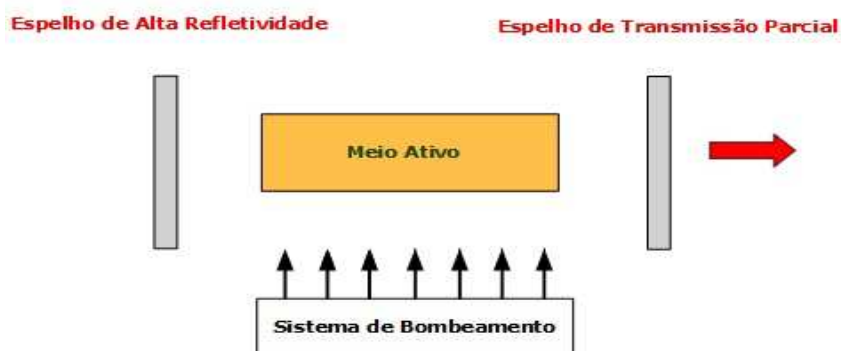 Espelho de Alta Refletividade
Espelho de Transmissão Parcial
Meio Ativo
Sistema de Bombeamento